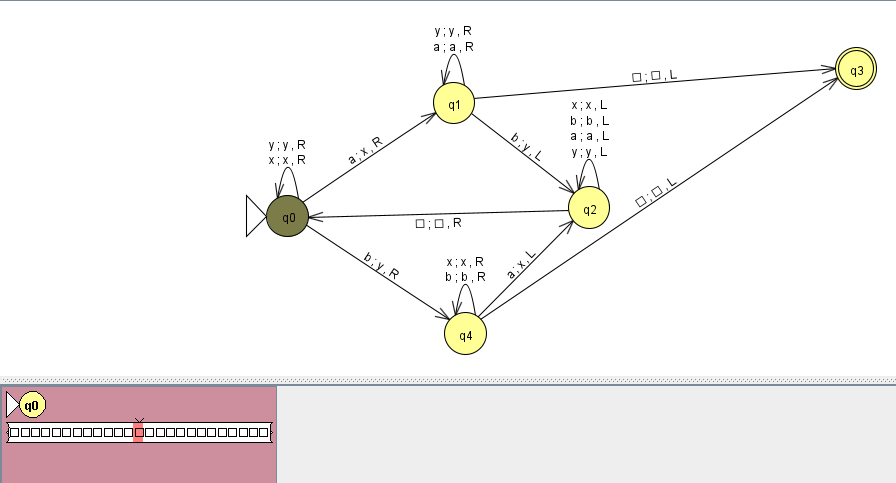 y ; y , R
a ; a , R
q1
□ ; □ , L
q3
x ; x , L
b ; b , L
a ; a , L
y ; y , L
y ; y , R
x ; x , R
a ; x , R
b ; y , L
□ ; □ , L
q0
q2
□ ; □ , R
b ; y , R
x ; x , R
b ; b , R
a ; x , L
q4
q0